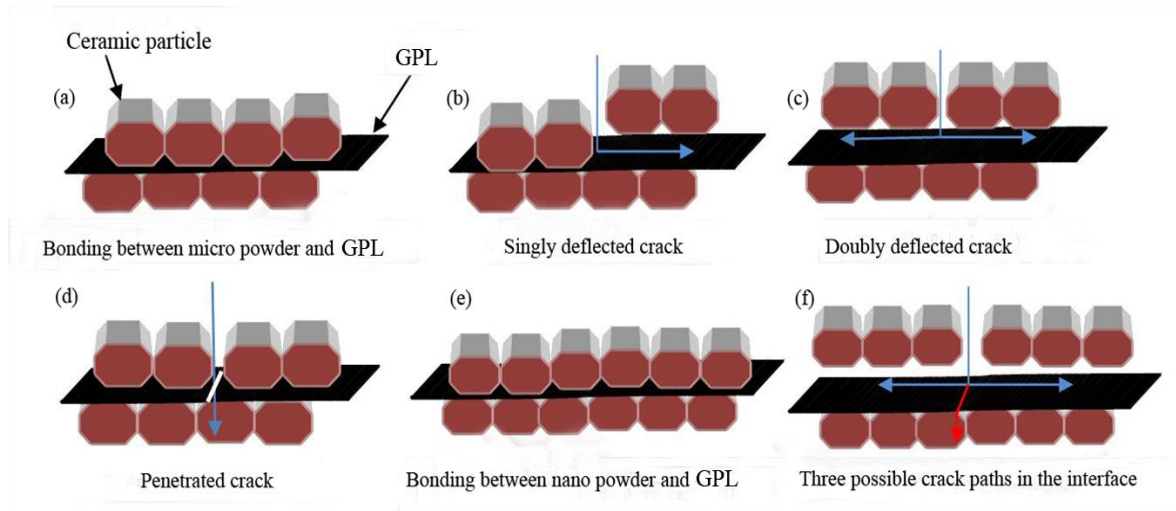 Ceramic particle
GPL
(a)
(b)
(c)
Bonding between micro powder and GPL
Singly deflected crack
Doubly deflected crack
(d)
(e)
(f)
Penetrated crack
Bonding between nano powder and GPL
Three possible crack paths in the interface